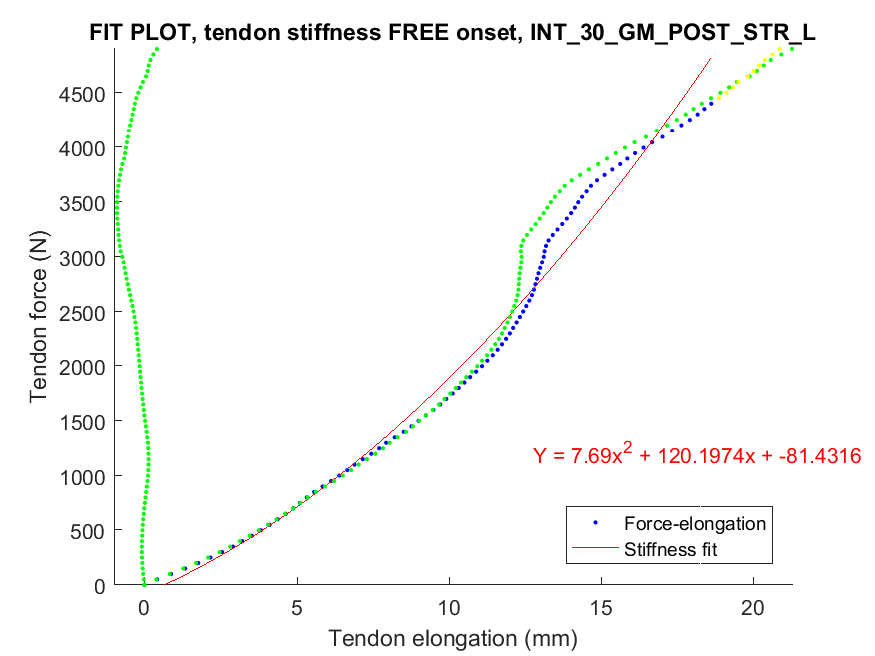 FIT PLOT, tendon stiffness FREE onset, INT_30_GM_POST_STR_L
4500
4000
3500
3000
2500
2000
1500
1000
500
0
Tendon force (N)
Y = 7.69x² + 120.1974x + -81.4316
Force-elongation
Stiffness fit
0 5 10 15 20
Tendon elongation (mm)